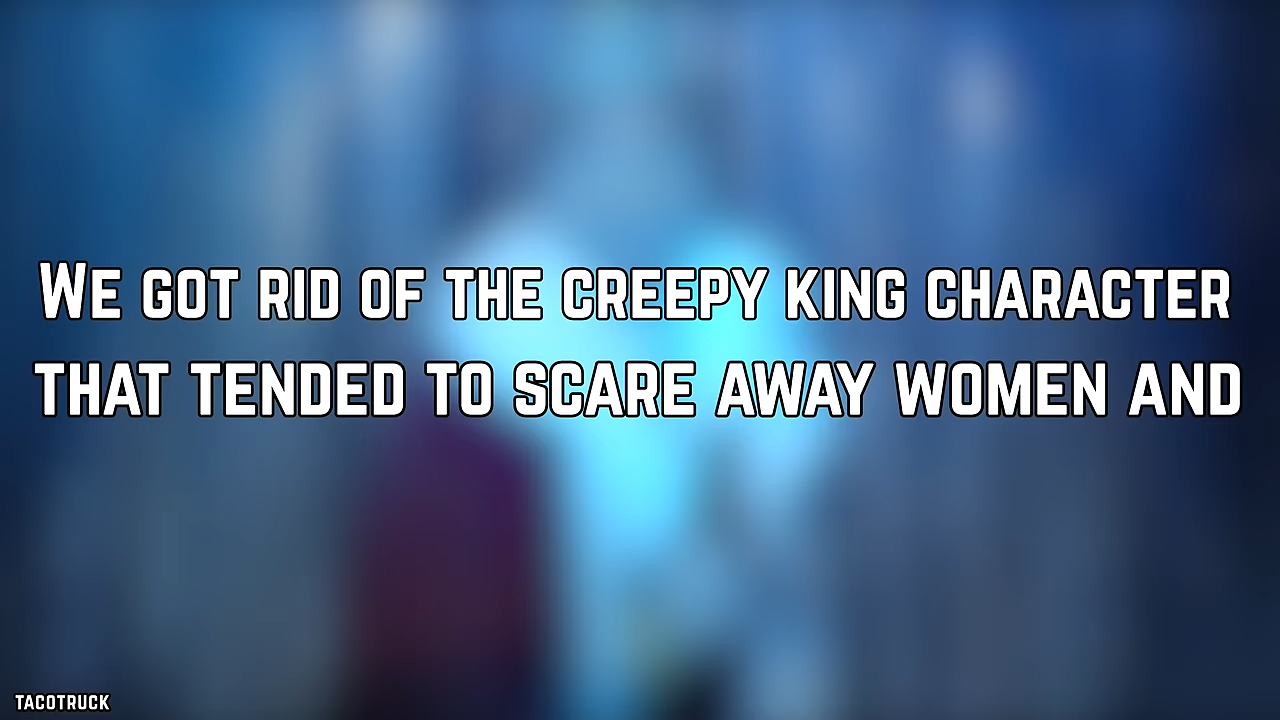 We got rid of the creepy king character
that tended to scare away women and
TACOTRUCK